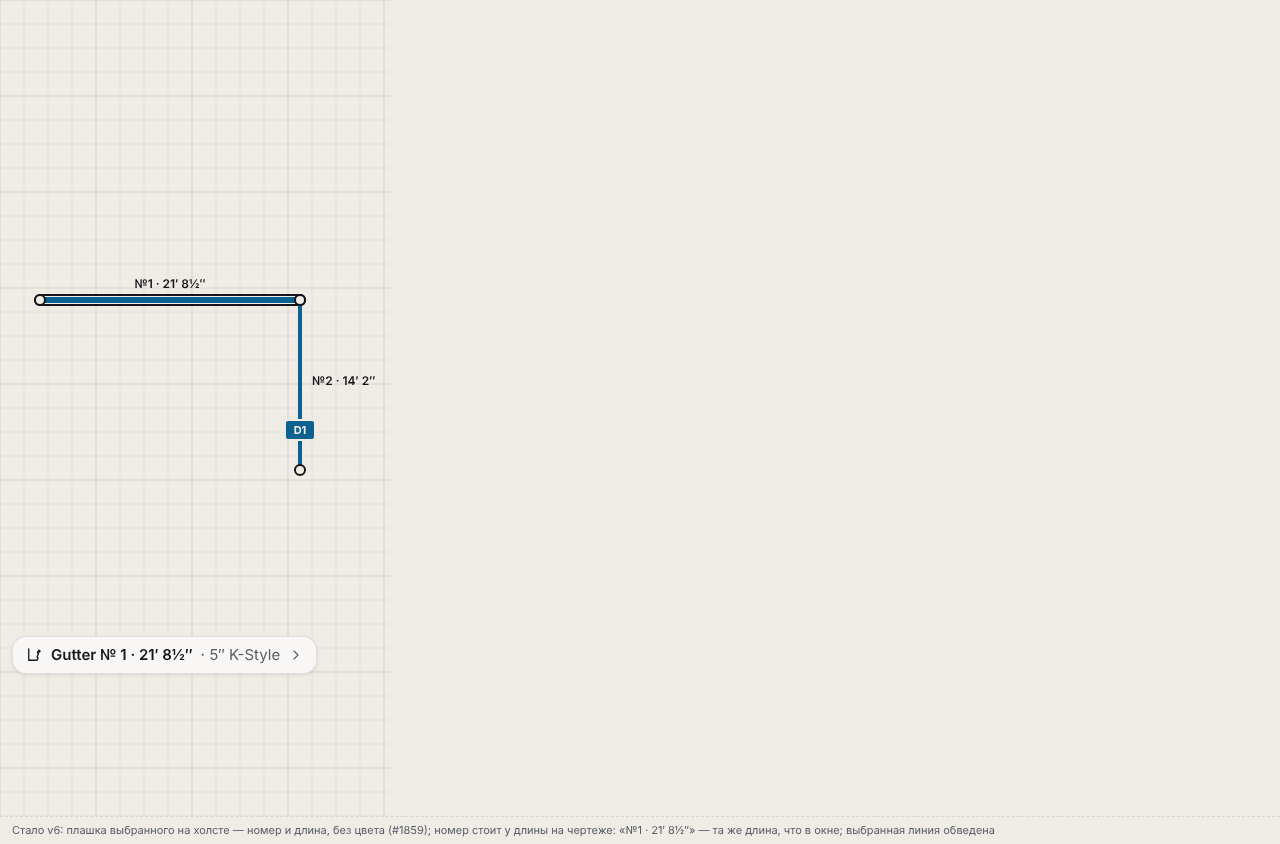 №1 · 21′ 8½″
№2 · 14′ 2″
D1
Gutter № 1 · 21′ 8½″ · 5″ K-Style
Стало v6: плашка выбранного на холсте — номер и длина, без цвета (#1859); номер стоит у длины на чертеже: «№1 · 21′ 8½″» — та же длина, что в окне; выбранная линия обведена